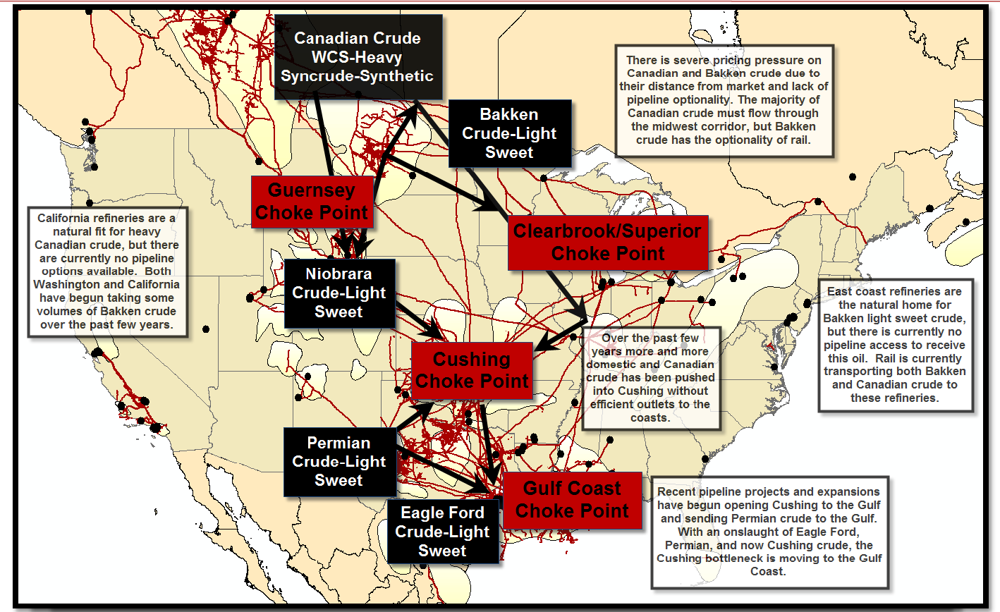 Canadian Crude
WCS-Heavy
Syncrude-Synthetic
There is severe pricing pressure on
Canadian and Bakken crude due to
their distance from market and lack of
pipeline optionality. The majority of
Canadian crude must flow through
the midwest corridor, but Bakken
crude has the optionality of rail.
Bakken
Crude-Light
Sweet
Guernsey
Choke Point
California refineries are a
natural fit for heavy
Canadian crude, but there
are currently no pipeline
options available. Both
Washington and California
have begun taking some
volumes of Bakken crude
over the past few years.
Clearbrook/Superior
Choke Point
Niobrara
Crude-Light
Sweet
East coast refineries are
the natural home for
Bakken light sweet crude,
but there is currently no
pipeline access to receive
this oil. Rail is currently
transporting both Bakken
and Canadian crude to
these refineries.
Cushing
Choke Point
Over the past few
years more and more
domestic and Canadian
crude has been pushed
into Cushing without
efficient outlets to the
coasts.
Permian
Crude-Light
Sweet
Gulf Coast
Choke Point
Recent pipeline projects and expansions
have begun opening Cushing to the Gulf
and sending Permian crude to the Gulf.
With an onslaught of Eagle Ford,
Permian, and now Cushing crude, the
Cushing bottleneck is moving to the Gulf
Coast.
Eagle Ford
Crude-Light
Sweet